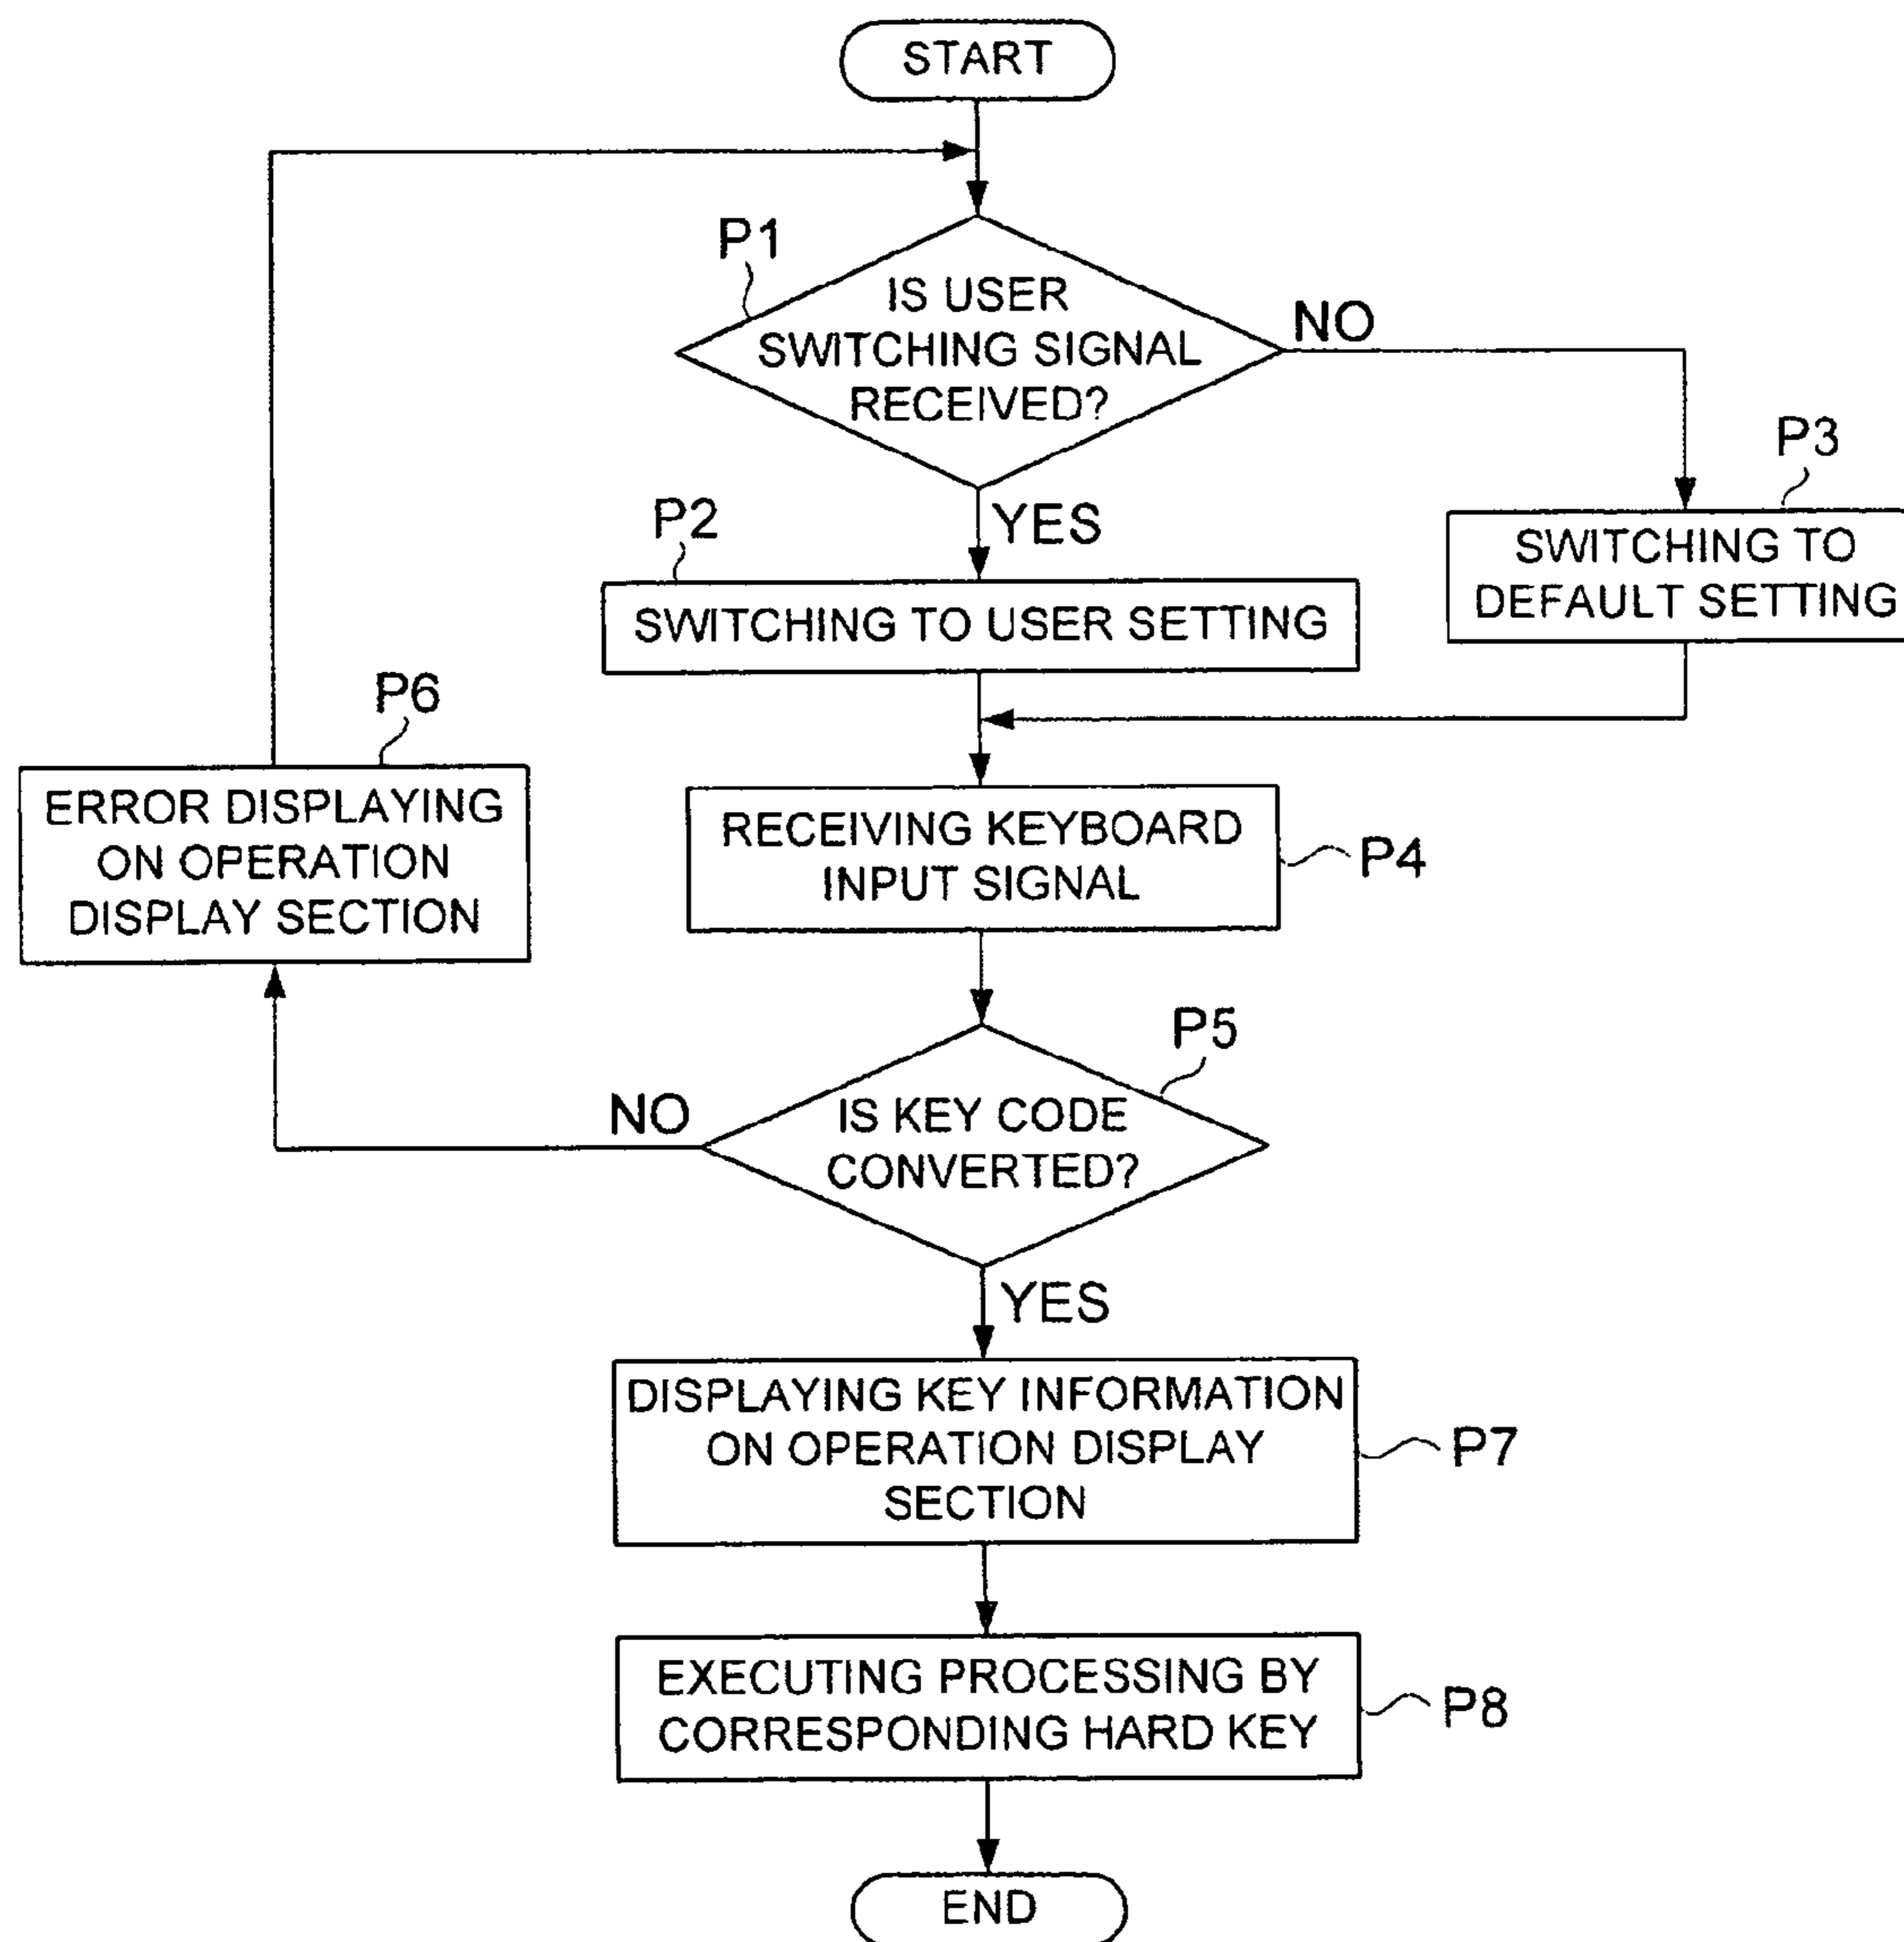 START
P1
IS USER
SWITCHING SIGNAL
RECEIVED?
NO
YES
P2
SWITCHING TO USER SETTING
P3
SWITCHING TO
DEFAULT SETTING
P6
ERROR DISPLAYING
ON OPERATION
DISPLAY SECTION
RECEIVING KEYBOARD
INPUT SIGNAL
P4
P5
IS KEY CODE
CONVERTED?
NO
YES
DISPLAYING KEY INFORMATION
ON OPERATION DISPLAY
SECTION
P7
EXECUTING PROCESSING BY
CORRESPONDING HARD KEY
P8
END